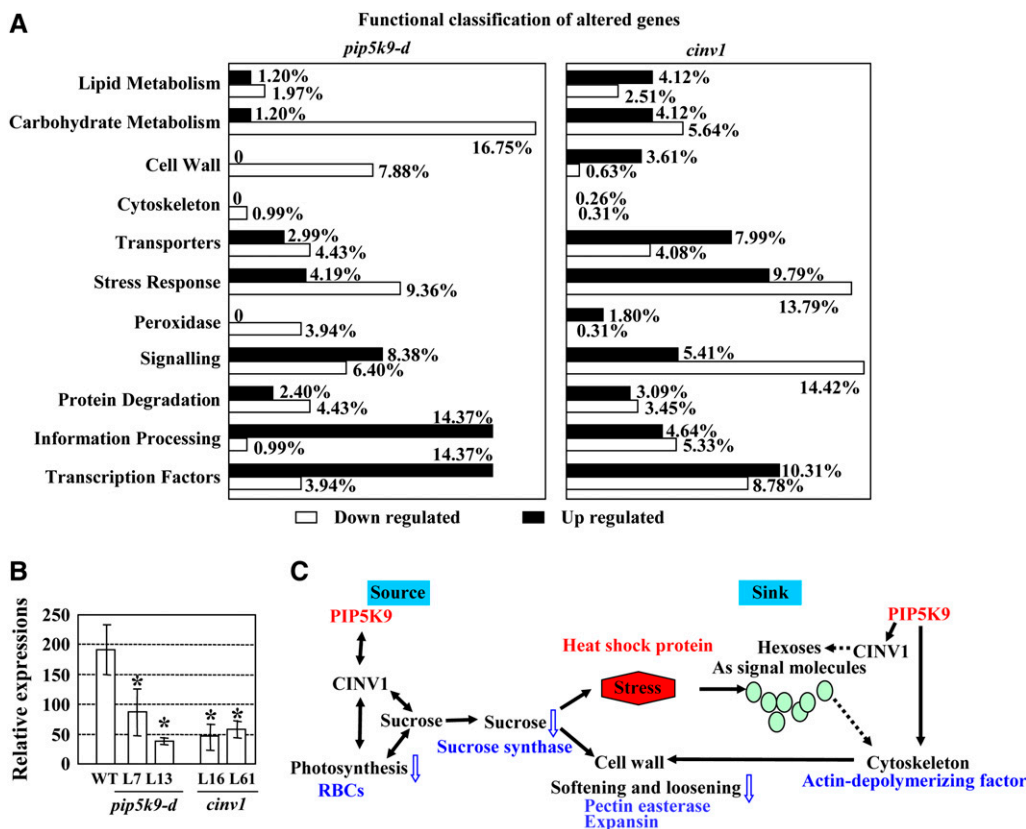 A
Functional classification of altered genes
pip5k9-d
cinv1
Lipid Metabolism
1.20%
1.97%
4.12%
2.51%
Carbohydrate Metabolism
1.20%
16.75%
4.12%
5.64%
Cell Wall
0
7.88%
3.61%
0.63%
Cytoskeleton
0
0.99%
0.26%
0.31%
Transporters
2.99%
4.43%
7.99%
4.08%
Stress Response
4.19%
9.36%
9.79%
13.79%
Peroxidase
0
3.94%
1.80%
0.31%
Signalling
8.38%
6.40%
5.41%
14.42%
Protein Degradation
2.40%
4.43%
3.09%
3.45%
Information Processing
14.37%
0.99%
4.64%
5.33%
Transcription Factors
14.37%
3.94%
10.31%
8.78%
Down regulated
Up regulated
B
Relative expressions
250
200
150
100
50
0
* * * *
WT L7 L13 L16 L61
pip5k9-d cinv1
C
Source
PIP5K9
CINV1
Sucrose
Photosynthesis
RBCs
Sucrose
Sucrose synthase
Sink
Heat shock protein
Stress
PIP5K9
Hexoses
CINV1
As signal molecules
Cell wall
Softening and loosening
Pectin easterase
Expansin
Cytoskeleton
Actin-depolymerizing factor